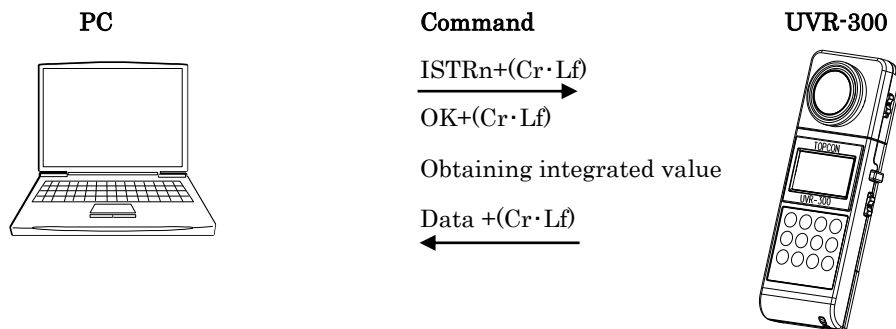 PC Command UVR-300
ISTRn+(Cr･Lf)
OK+(Cr･Lf)
TOPCON
Obtaining integrated value
UVR-300
Data +(Cr･Lf)